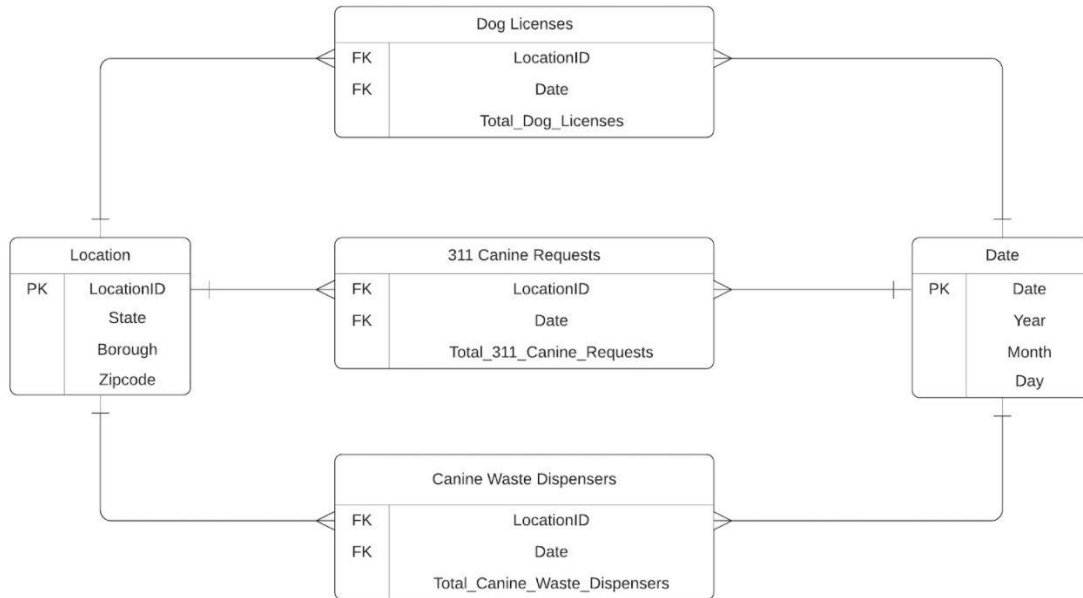 Dog Licenses
FK LocationID
FK Date
Total_Dog_Licenses
Location
PK LocationID
State
Borough
Zipcode
311 Canine Requests
FK LocationID
FK Date
Total_311_Canine_Requests
Date
PK Date
Year
Month
Day
Canine Waste Dispensers
FK LocationID
FK Date
Total_Canine_Waste_Dispensers